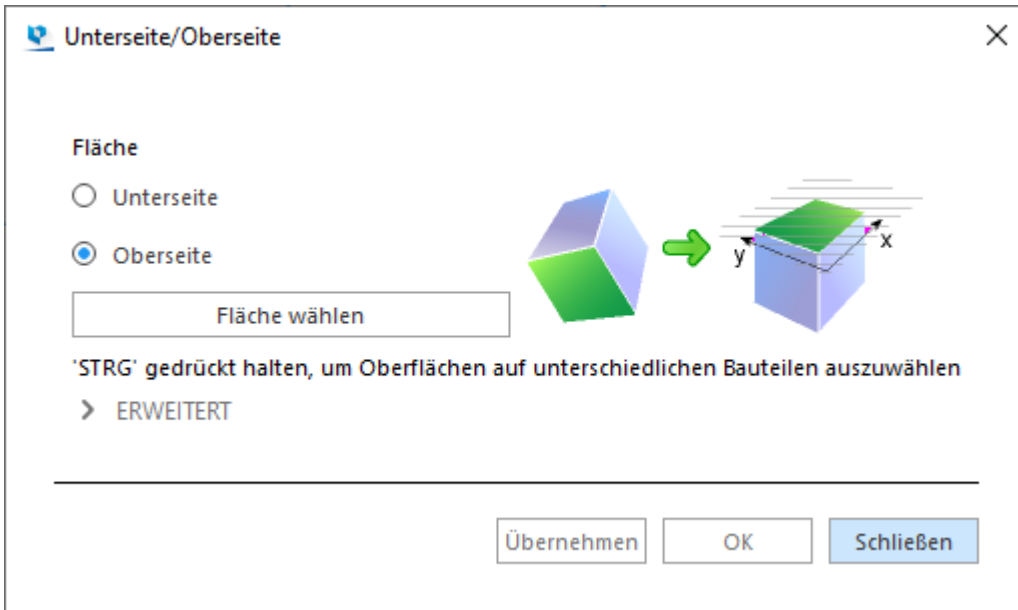 Unterseite/Oberseite
Fläche
Unterseite
Oberseite
Fläche wählen
'STRG' gedrückt halten, um Oberflächen auf unterschiedlichen Bauteilen auszuwählen
ERWEITERT
y
x
Übernehmen
OK
Schließen